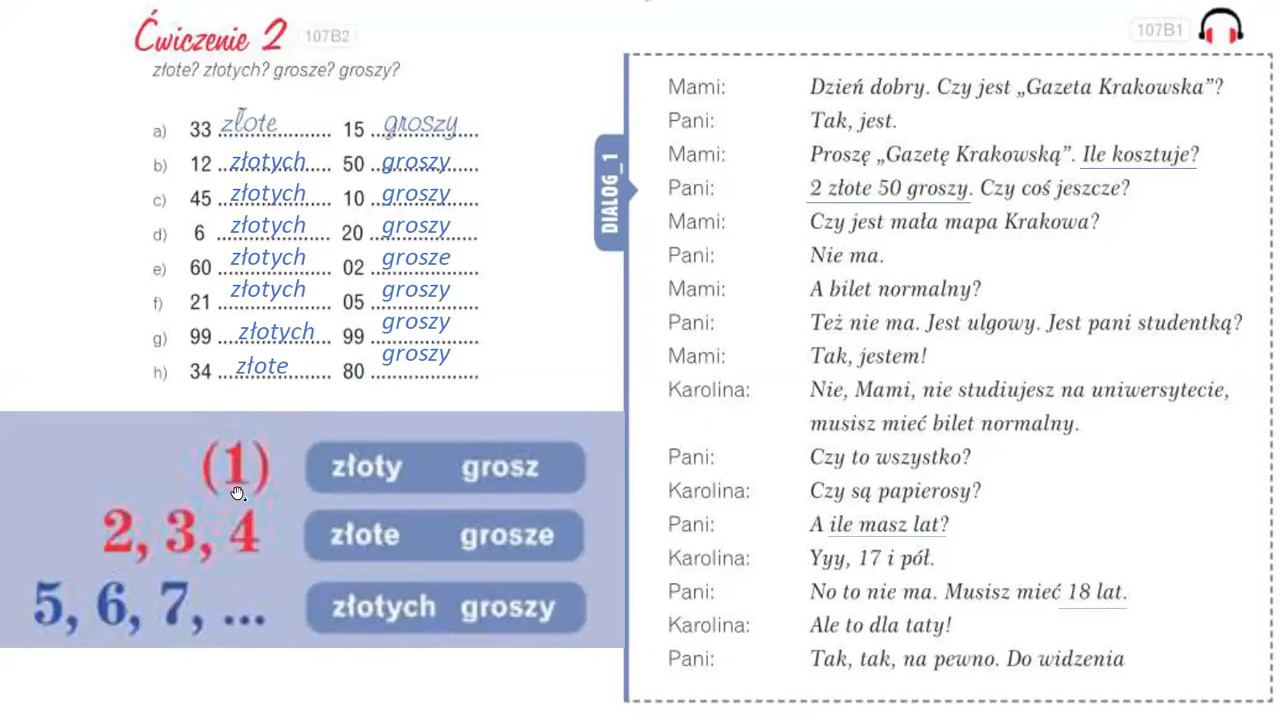 Ćwiczenie 2 107B2
złote? złotych? grosze? groszy?
a) 33 złote 15 groszy
b) 12 złotych 50 groszy
c) 45 złotych 10 groszy
d) 6 złotych 20 groszy
e) 60 złotych 02 grosze
f) 21 złotych 05 groszy
g) 99 złotych 99 groszy
h) 34 złote 80 groszy
(1) złoty grosz
2, 3, 4 złote grosze
5, 6, 7, ... złotych groszy
107B1
DIALOG_1
Mami: Dzień dobry. Czy jest „Gazeta Krakowska”?
Pani: Tak, jest.
Mami: Proszę „Gazetę Krakowską”. Ile kosztuje?
Pani: 2 złote 50 groszy. Czy coś jeszcze?
Mami: Czy jest mała mapa Krakowa?
Pani: Nie ma.
Mami: A bilet normalny?
Pani: Też nie ma. Jest ulgowy. Jest pani studentką?
Mami: Tak, jestem!
Karolina: Nie, Mami, nie studiujesz na uniwersytecie,
musisz mieć bilet normalny.
Pani: Czy to wszystko?
Karolina: Czy są papierosy?
Pani: A ile masz lat?
Karolina: Yyy, 17 i pół.
Pani: No to nie ma. Musisz mieć 18 lat.
Karolina: Ale to dla taty!
Pani: Tak, tak, na pewno. Do widzenia